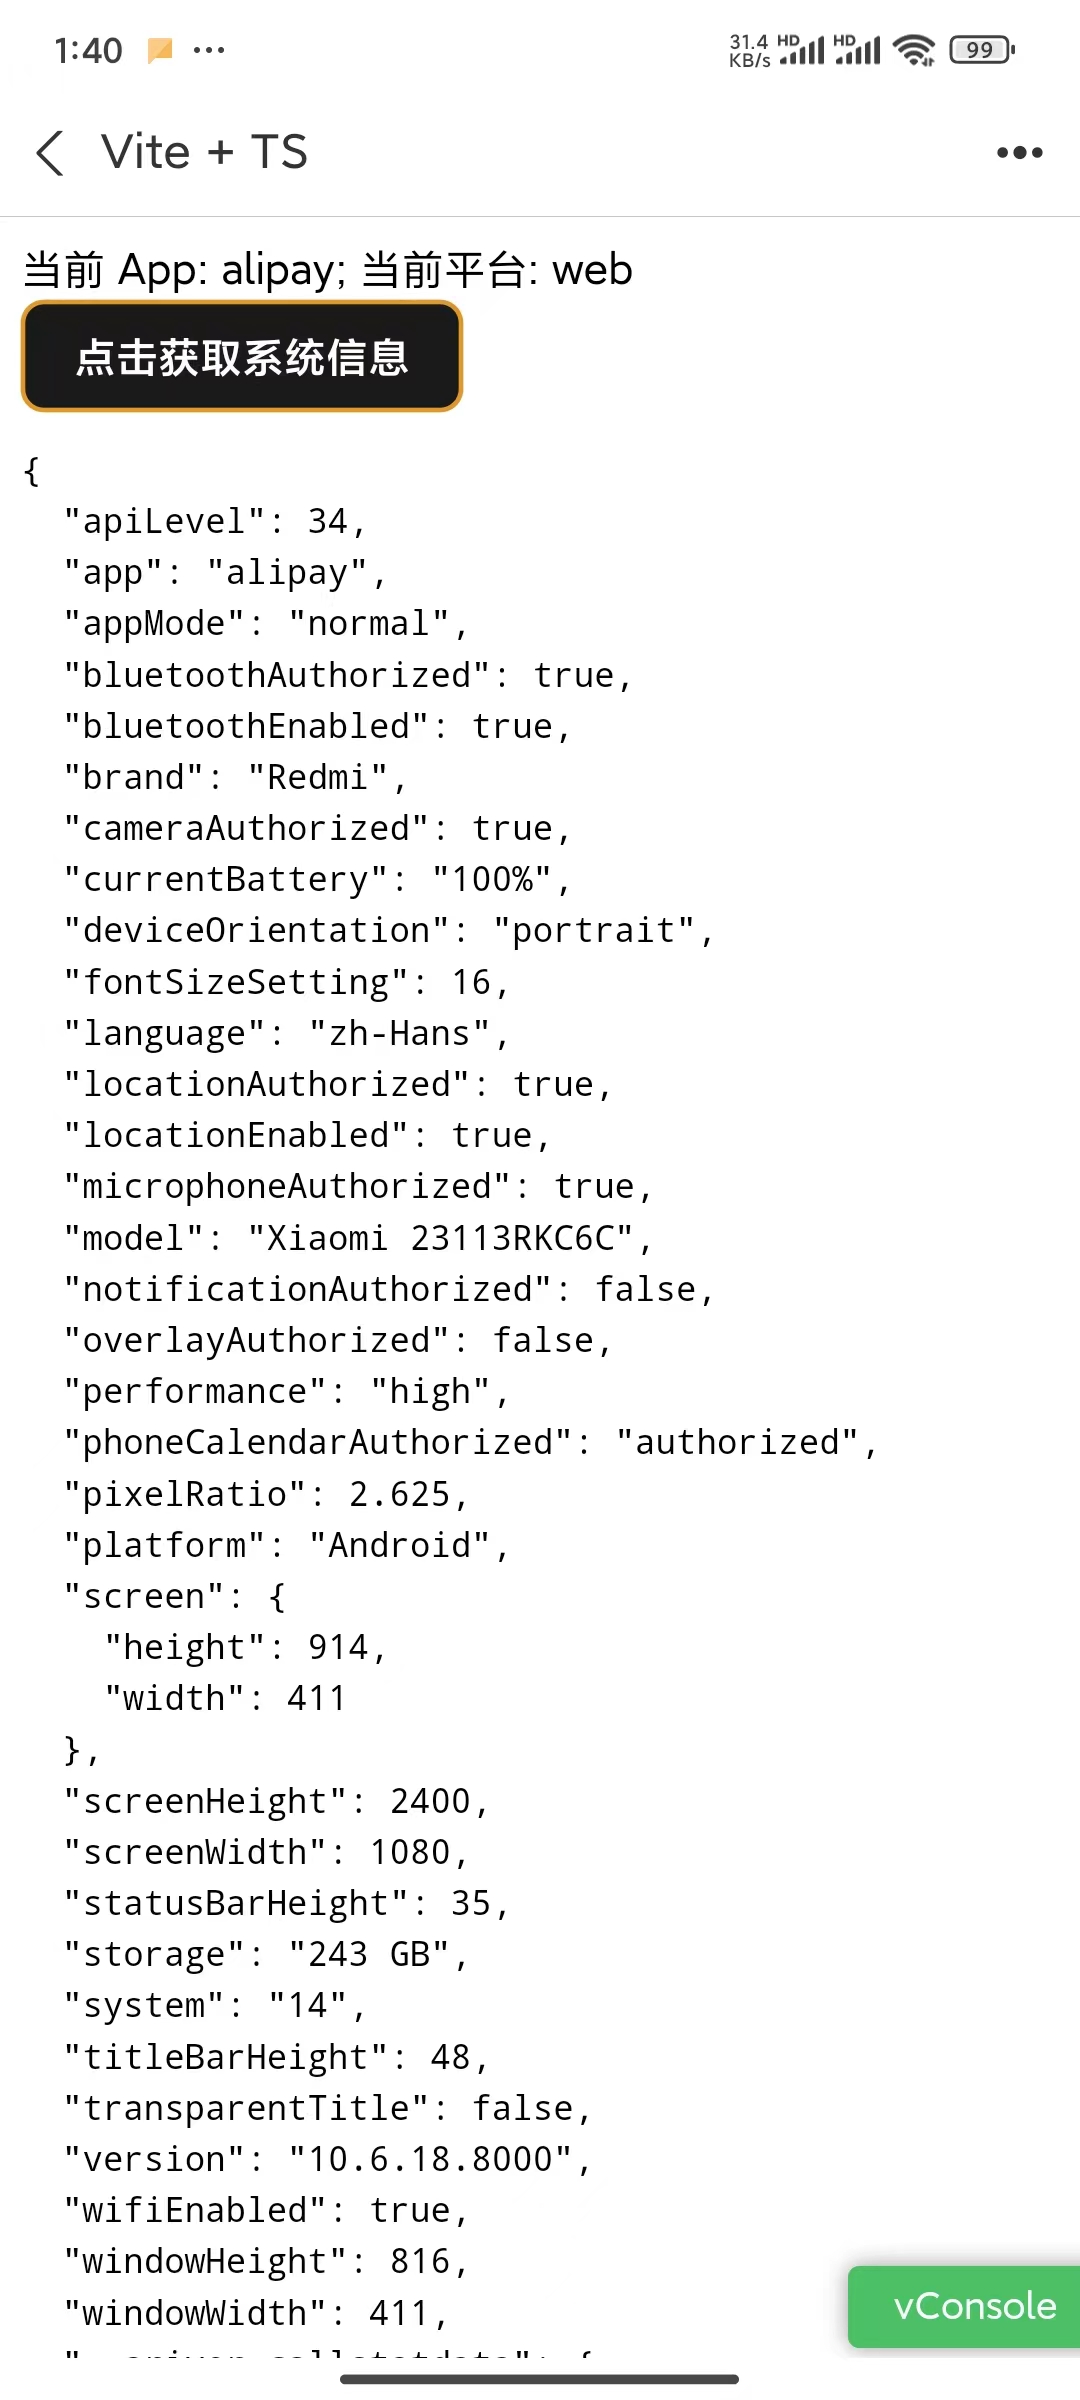 1:40
31.4 KB/s HD HD 99
Vite + TS
当前 App: alipay; 当前平台: web
点击获取系统信息
{
"apiLevel": 34,
"app": "alipay",
"appMode": "normal",
"bluetoothAuthorized": true,
"bluetoothEnabled": true,
"brand": "Redmi",
"cameraAuthorized": true,
"currentBattery": "100%",
"deviceOrientation": "portrait",
"fontSizeSetting": 16,
"language": "zh-Hans",
"locationAuthorized": true,
"locationEnabled": true,
"microphoneAuthorized": true,
"model": "Xiaomi 23113RKC6C",
"notificationAuthorized": false,
"overlayAuthorized": false,
"performance": "high",
"phoneCalendarAuthorized": "authorized",
"pixelRatio": 2.625,
"platform": "Android",
"screen": {
"height": 914,
"width": 411
},
"screenHeight": 2400,
"screenWidth": 1080,
"statusBarHeight": 35,
"storage": "243 GB",
"system": "14",
"titleBarHeight": 48,
"transparentTitle": false,
"version": "10.6.18.8000",
"wifiEnabled": true,
"windowHeight": 816,
"windowWidth": 411,
vConsole